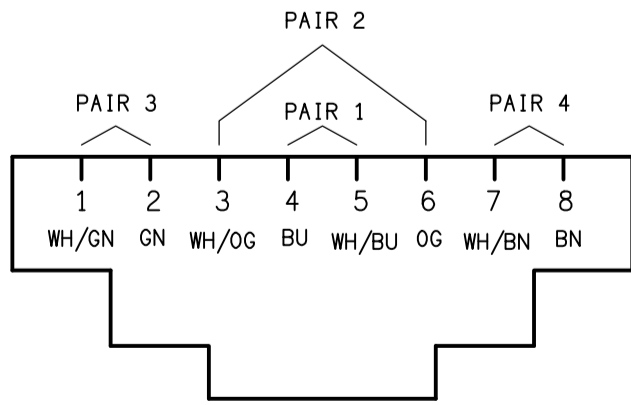 PAIR 2
PAIR 3 PAIR 1 PAIR 4
1 2 3 4 5 6 7 8
WH/GN GN WH/OG BU WH/BU OG WH/BN BN